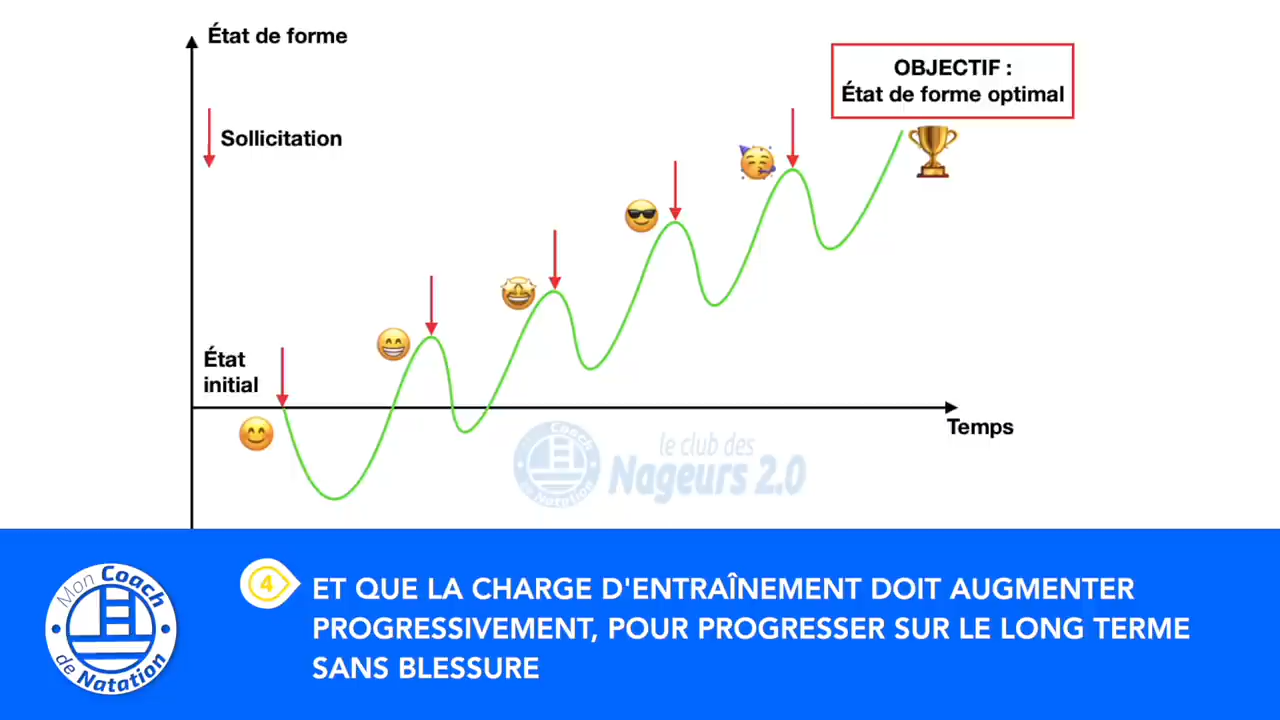 État de forme
OBJECTIF :
État de forme optimal
Sollicitation
État
initial
Temps
Coach
de Natation
le club des
Nageurs 2.0
4
ET QUE LA CHARGE D'ENTRAÎNEMENT DOIT AUGMENTER
PROGRESSIVEMENT, POUR PROGRESSER SUR LE LONG TERME
SANS BLESSURE
Mon Coach
de Natation